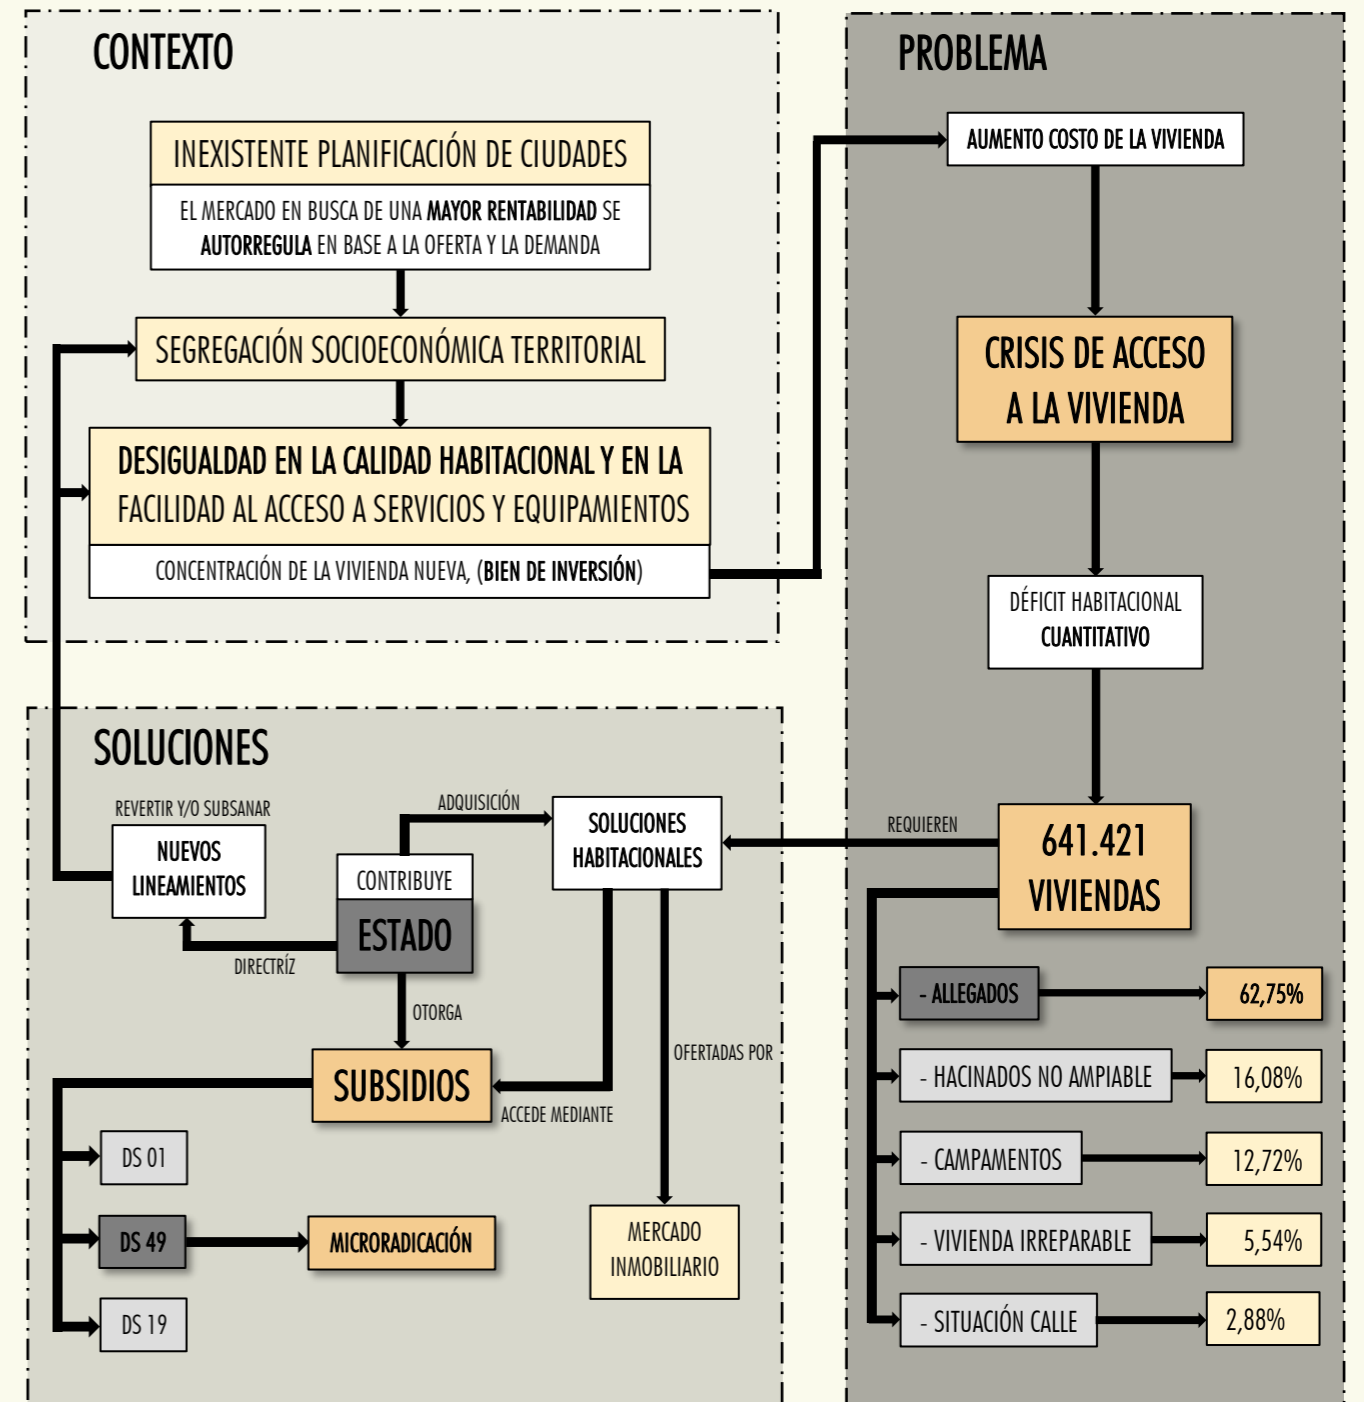 CONTEXTO
INEXISTENTE PLANIFICACIÓN DE CIUDADES
EL MERCADO EN BUSCA DE UNA MAYOR RENTABILIDAD SE
AUTORREGULA EN BASE A LA OFERTA Y LA DEMANDA
SEGREGACIÓN SOCIOECONÓMICA TERRITORIAL
DESIGUALDAD EN LA CALIDAD HABITACIONAL Y EN LA
FACILIDAD AL ACCESO A SERVICIOS Y EQUIPAMIENTOS
CONCENTRACIÓN DE LA VIVIENDA NUEVA, (BIEN DE INVERSIÓN)
PROBLEMA
AUMENTO COSTO DE LA VIVIENDA
CRISIS DE ACCESO
A LA VIVIENDA
DÉFICIT HABITACIONAL
CUANTITATIVO
641.421
VIVIENDAS
- ALLEGADOS
62,75%
- HACINADOS NO AMPIABLE
16,08%
- CAMPAMENTOS
12,72%
- VIVIENDA IRREPARABLE
5,54%
- SITUACIÓN CALLE
2,88%
REQUIEREN
SOLUCIONES
REVERTIR Y/O SUBSANAR
NUEVOS
LINEAMIENTOS
DIRECTRÍZ
ADQUISICIÓN
CONTRIBUYE
ESTADO
OTORGA
SOLUCIONES
HABITACIONALES
OFERTADAS POR
SUBSIDIOS
ACCEDE MEDIANTE
DS 01
DS 49
MICRORADICACIÓN
DS 19
MERCADO
INMOBILIARIO